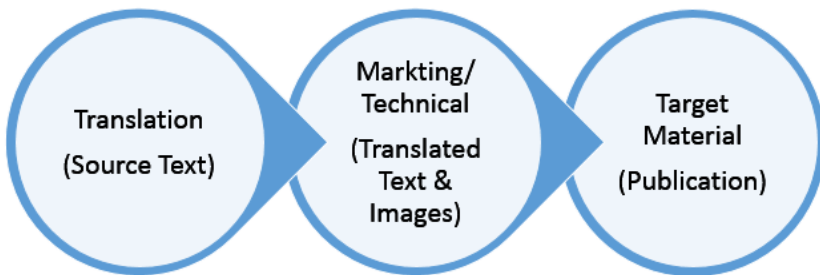 Translation
(Source Text)
Markting/
Technical
(Translated
Text &
Images)
Target
Material
(Publication)